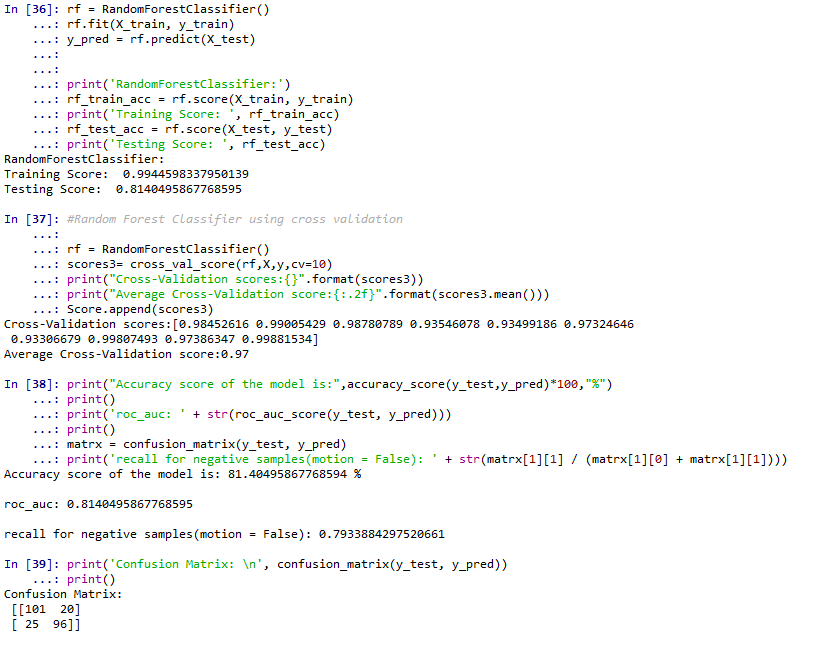 In [36]: rf = RandomForestClassifier()
    ...: rf.fit(X_train, y_train)
    ...: y_pred = rf.predict(X_test)
    ...:
    ...:
    ...: print('RandomForestClassifier:')
    ...: rf_train_acc = rf.score(X_train, y_train)
    ...: print('Training Score: ', rf_train_acc)
    ...: rf_test_acc = rf.score(X_test, y_test)
    ...: print('Testing Score: ', rf_test_acc)
RandomForestClassifier:
Training Score:  0.9944598337950139
Testing Score:  0.8140495867768595

In [37]: #Random Forest Classifier using cross validation
    ...:
    ...: rf = RandomForestClassifier()
    ...: scores3= cross_val_score(rf,X,y,cv=10)
    ...: print("Cross-Validation scores:{}".format(scores3))
    ...: print("Average Cross-Validation score:{:.2f}".format(scores3.mean()))
    ...: Score.append(scores3)
Cross-Validation scores:[0.98452616 0.99005429 0.98780789 0.93546078 0.93499186 0.97324646
 0.93306679 0.99807493 0.97386347 0.99881534]
Average Cross-Validation score:0.97

In [38]: print("Accuracy score of the model is:",accuracy_score(y_test,y_pred)*100,"%")
    ...: print()
    ...: print('roc_auc: ' + str(roc_auc_score(y_test, y_pred)))
    ...: print()
    ...: matrx = confusion_matrix(y_test, y_pred)
    ...: print('recall for negative samples(motion = False): ' + str(matrx[1][1] / (matrx[1][0] + matrx[1][1])))
Accuracy score of the model is: 81.40495867768594 %

roc_auc: 0.8140495867768595

recall for negative samples(motion = False): 0.7933884297520661

In [39]: print('Confusion Matrix: \n', confusion_matrix(y_test, y_pred))
    ...: print()
Confusion Matrix:
 [[101  20]
 [ 25  96]]